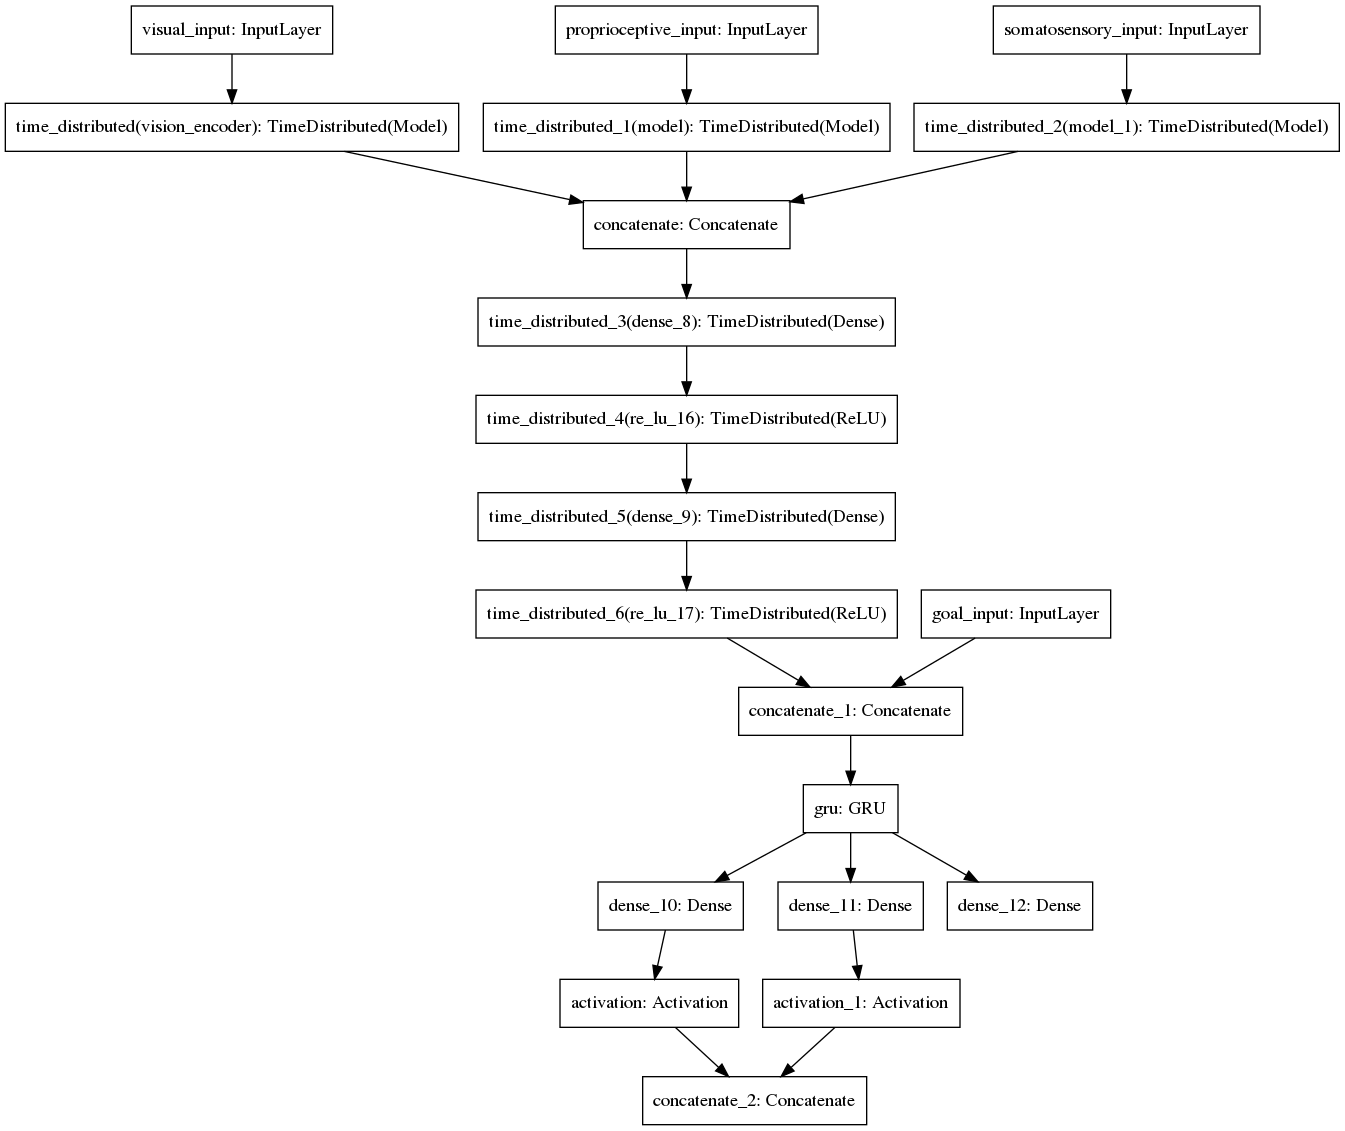 visual_input: InputLayer
proprioceptive_input: InputLayer
somatosensory_input: InputLayer
time_distributed(vision_encoder): TimeDistributed(Model)
time_distributed_1(model): TimeDistributed(Model)
time_distributed_2(model_1): TimeDistributed(Model)
concatenate: Concatenate
time_distributed_3(dense_8): TimeDistributed(Dense)
time_distributed_4(re_lu_16): TimeDistributed(ReLU)
time_distributed_5(dense_9): TimeDistributed(Dense)
time_distributed_6(re_lu_17): TimeDistributed(ReLU)
goal_input: InputLayer
concatenate_1: Concatenate
gru: GRU
dense_10: Dense
dense_11: Dense
dense_12: Dense
activation: Activation
activation_1: Activation
concatenate_2: Concatenate